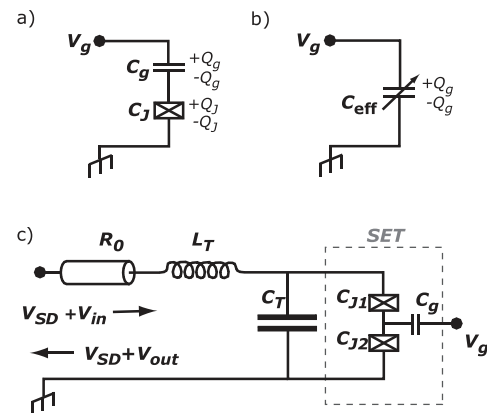 a)
V_g
C_g
+Q_g
-Q_g
C_J
+Q_J
-Q_J
b)
V_g
C_eff
+Q_g
-Q_g
c)
SET
R_0
L_T
C_T
C_J1
C_g
V_SD + V_in
C_J2
V_g
V_SD+V_out